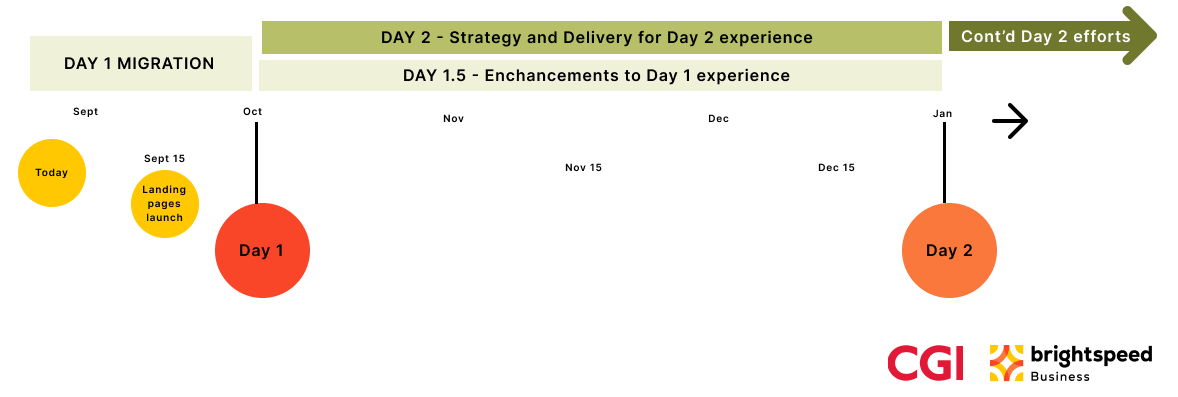 DAY 2 - Strategy and Delivery for Day 2 experience
Cont'd Day 2 efforts
DAY 1 MIGRATION
DAY 1.5 - Enchancements to Day 1 experience
Sept
Oct
Nov
Dec
Jan
Sept 15
Nov 15
Dec 15
Today
Landing
pages
launch
Day 1
Day 2
CGI
brightspeed
Business